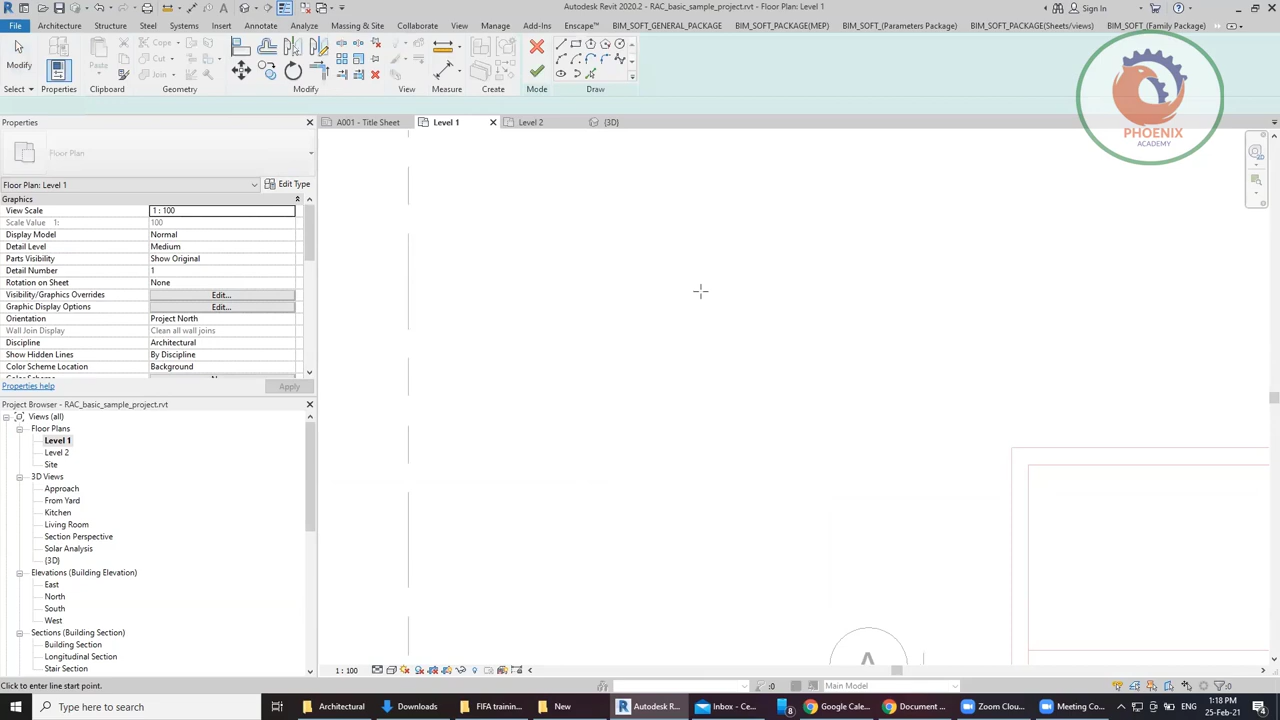 Autodesk Revit 2020.2 - RAC_basic_sample_project.rvt - Floor Plan: Level 1
Sign In
File Architecture Structure Steel Systems Insert Annotate Analyze Massing & Site Collaborate View Manage Add-Ins Enscape™ BIM_SOFT_GENERAL_PACKAGE BIM_SOFT_PACKAGE(MEP) BIM_SOFT_(Parameters Package) BIM_SOFT_PACKAGE(Sheets/views) BIM_SOFT_(Family Package)
Modify
Paste
Cope
Cut
Join
Select Properties Clipboard Geometry Modify View Measure Create Mode Draw
PHOENIX
ACADEMY
Properties
A001 - Title Sheet Level 1 Level 2 {3D}
Floor Plan
Floor Plan: Level 1 Edit Type
Graphics
View Scale 1 : 100
Scale Value 1: 100
Display Model Normal
Detail Level Medium
Parts Visibility Show Original
Detail Number 1
Rotation on Sheet None
Visibility/Graphics Overrides Edit...
Graphic Display Options Edit...
Orientation Project North
Wall Join Display Clean all wall joins
Discipline Architectural
Show Hidden Lines By Discipline
Color Scheme Location Background
Properties help Apply
Project Browser - RAC_basic_sample_project.rvt
Views (all)
Floor Plans
Level 1
Level 2
Site
3D Views
Approach
From Yard
Kitchen
Living Room
Section Perspective
Solar Analysis
{3D}
Elevations (Building Elevation)
East
North
South
West
Sections (Building Section)
Building Section
Longitudinal Section
Stair Section
A
1 : 100
Click to enter line start point.
:0 Main Model :0
Type here to search
Architectural Downloads FIFA training... New Autodesk R... Inbox - Ce... 8 Google Cale... Document ... Zoom Clou... Meeting Co...
ENG
1:18 PM
25-Feb-21